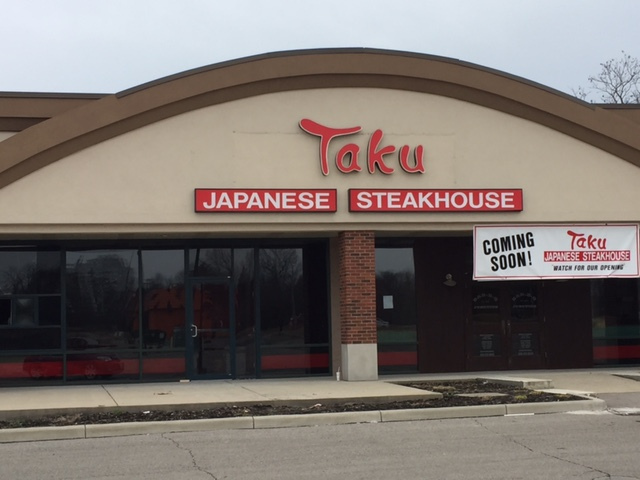 Taku
JAPANESE STEAKHOUSE
COMING
SOON!
Taku
JAPANESE STEAKHOUSE
WATCH FOR OUR OPENING